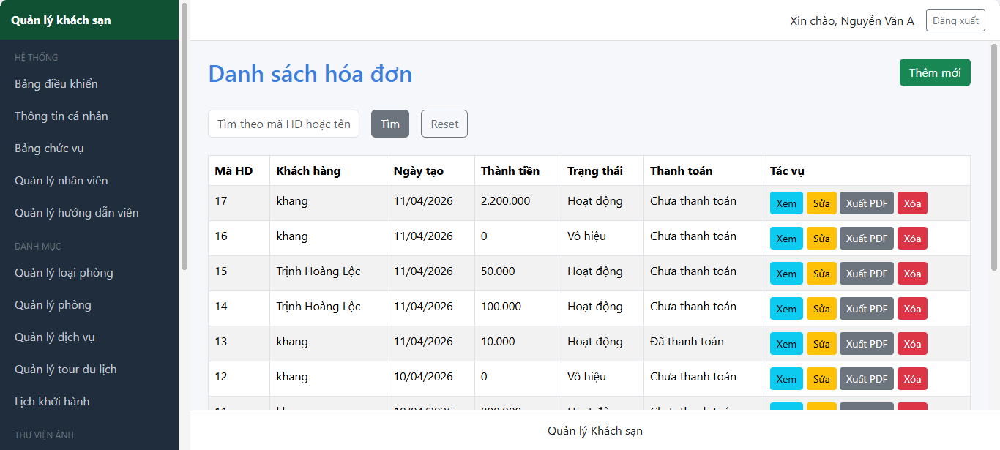 Quản lý khách sạn
Xin chào, Nguyễn Văn A Đăng xuất
HỆ THỐNG
Bảng điều khiển
Thông tin cá nhân
Bảng chức vụ
Quản lý nhân viên
Quản lý hướng dẫn viên
DANH MỤC
Quản lý loại phòng
Quản lý phòng
Quản lý dịch vụ
Quản lý tour du lịch
Lịch khởi hành
THƯ VIỆN ẢNH
Danh sách hóa đơn Thêm mới
Tìm theo mã HD hoặc tên Tìm Reset
Mã HD Khách hàng Ngày tạo Thành tiền Trạng thái Thanh toán Tác vụ
17 khang 11/04/2026 2.200.000 Hoạt động Chưa thanh toán Xem Sửa Xuất PDF Xóa
16 khang 11/04/2026 0 Vô hiệu Chưa thanh toán Xem Sửa Xuất PDF Xóa
15 Trịnh Hoàng Lộc 11/04/2026 50.000 Hoạt động Chưa thanh toán Xem Sửa Xuất PDF Xóa
14 Trịnh Hoàng Lộc 11/04/2026 100.000 Hoạt động Chưa thanh toán Xem Sửa Xuất PDF Xóa
13 khang 11/04/2026 10.000 Hoạt động Đã thanh toán Xem Sửa Xuất PDF Xóa
12 khang 10/04/2026 0 Vô hiệu Chưa thanh toán Xem Sửa Xuất PDF Xóa
Quản lý Khách sạn